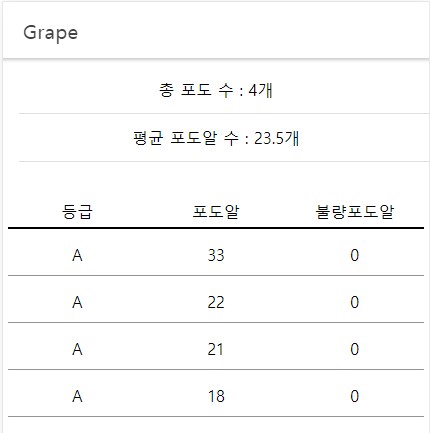 Grape
총 포도 수 : 4개
평균 포도알 수 : 23.5개
등급 포도알 불량포도알
A 33 0
A 22 0
A 21 0
A 18 0